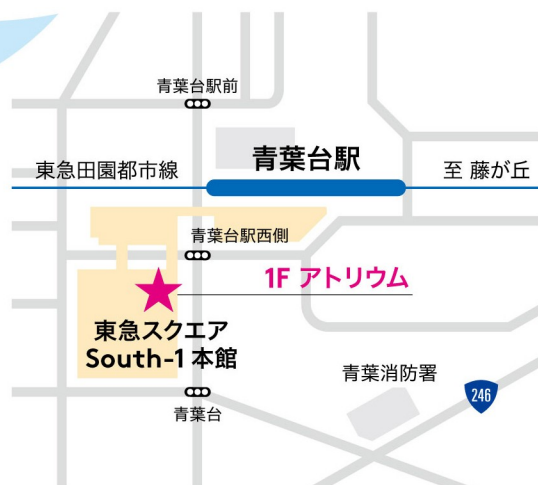 青葉台駅前
東急田園都市線
青葉台駅
至 藤が丘
青葉台駅西側
1F アトリウム
東急スクエア
South-1 本館
青葉消防署
246
青葉台